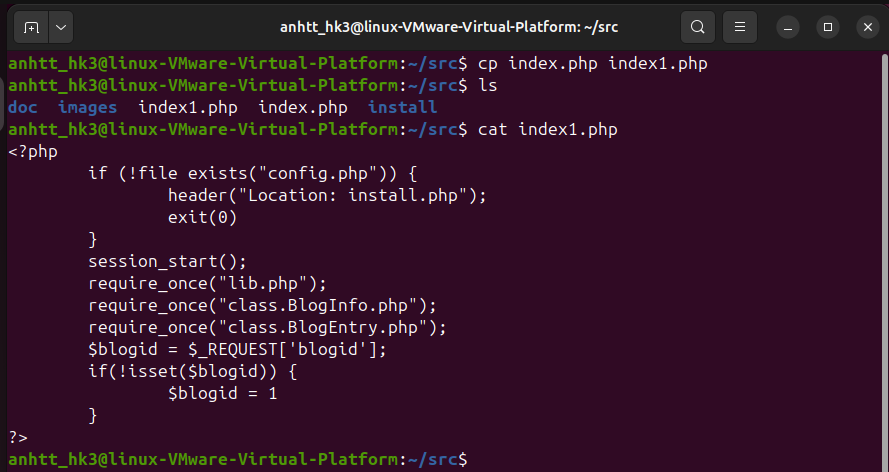 anhtt_hk3@linux-VMware-Virtual-Platform: ~/src
anhtt_hk3@linux-VMware-Virtual-Platform:~/src$ cp index.php index1.php
anhtt_hk3@linux-VMware-Virtual-Platform:~/src$ ls
doc  images  index1.php  index.php  install
anhtt_hk3@linux-VMware-Virtual-Platform:~/src$ cat index1.php
<?php
        if (!file exists("config.php")) {
                header("Location: install.php");
                exit(0)
        }
        session_start();
        require_once("lib.php");
        require_once("class.BlogInfo.php");
        require_once("class.BlogEntry.php");
        $blogid = $_REQUEST['blogid'];
        if(!isset($blogid)) {
                $blogid = 1
        }
?>
anhtt_hk3@linux-VMware-Virtual-Platform:~/src$